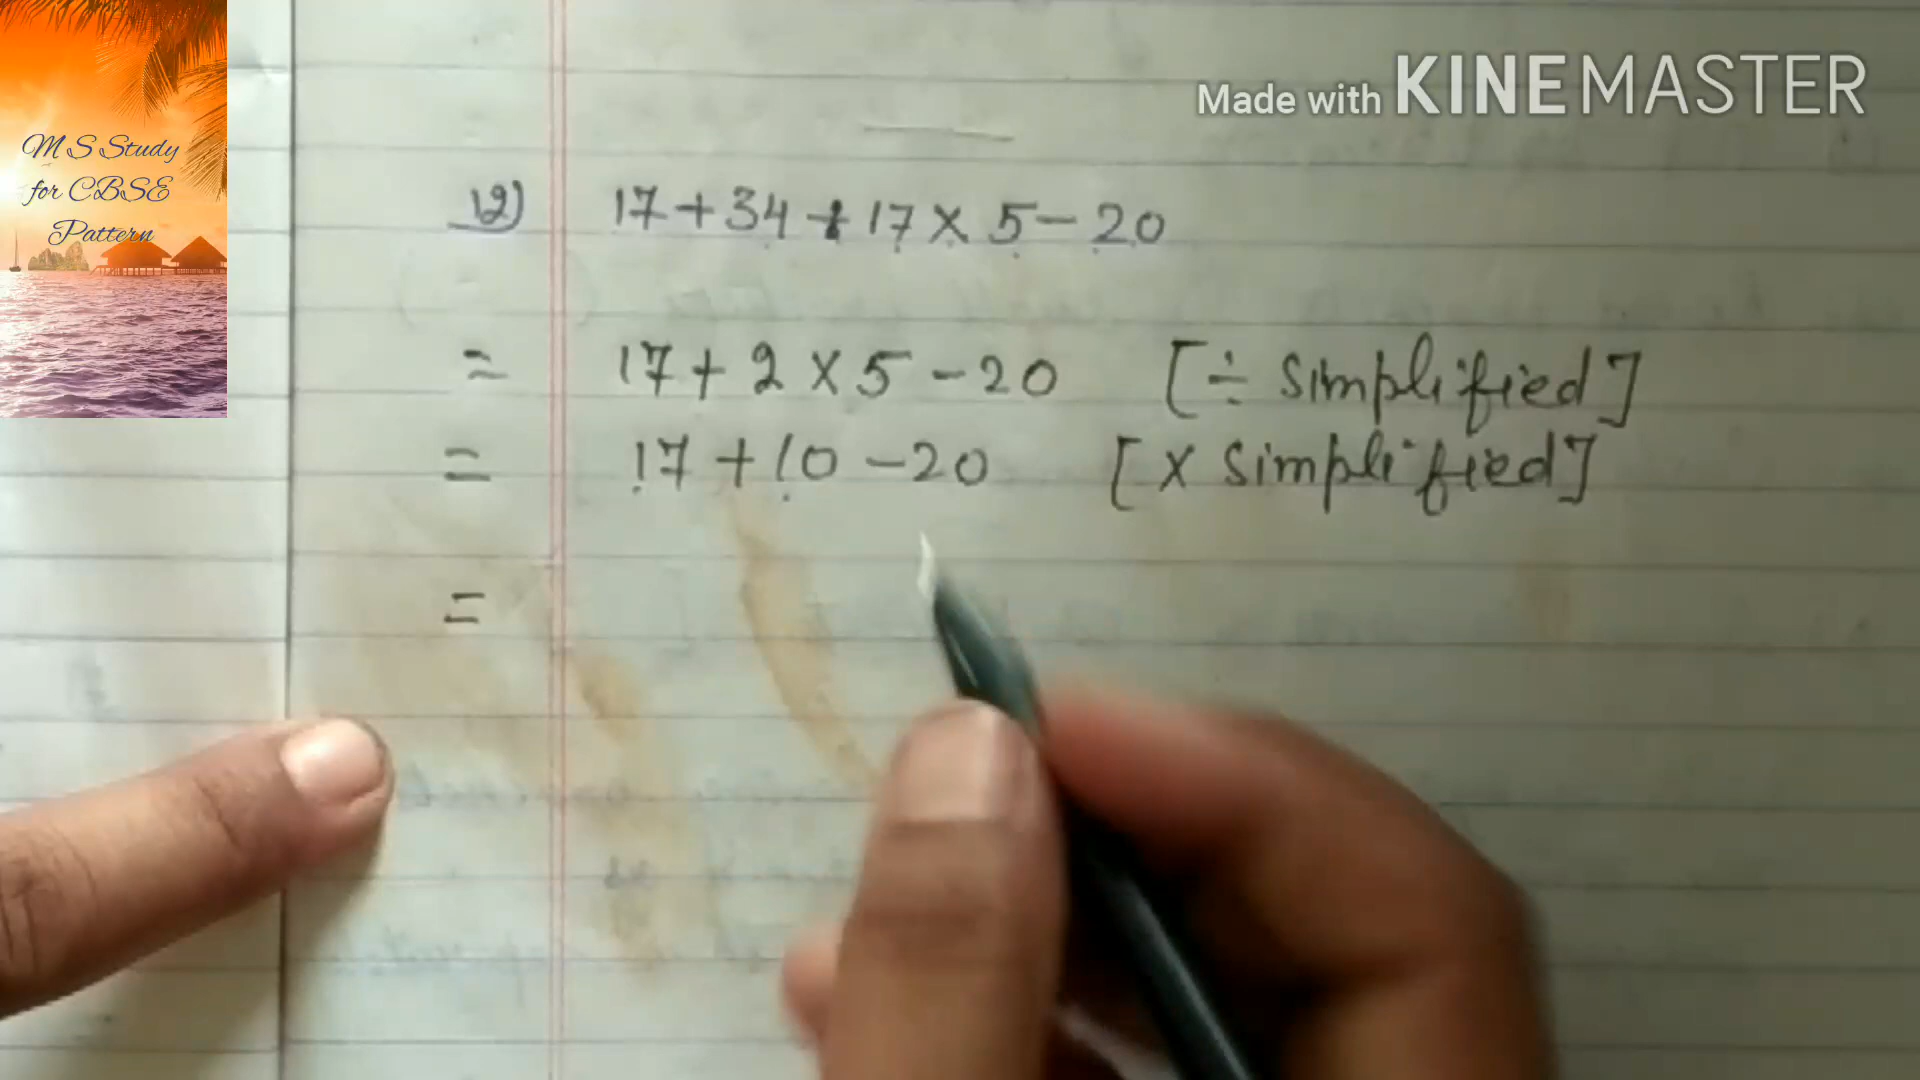 Made with KINEMASTER
M S Study
for CBSE
Pattern
12) 17+34÷17×5-20
= 17+2×5-20 [÷ Simplified]
= 17+10-20 [× Simplified]
=